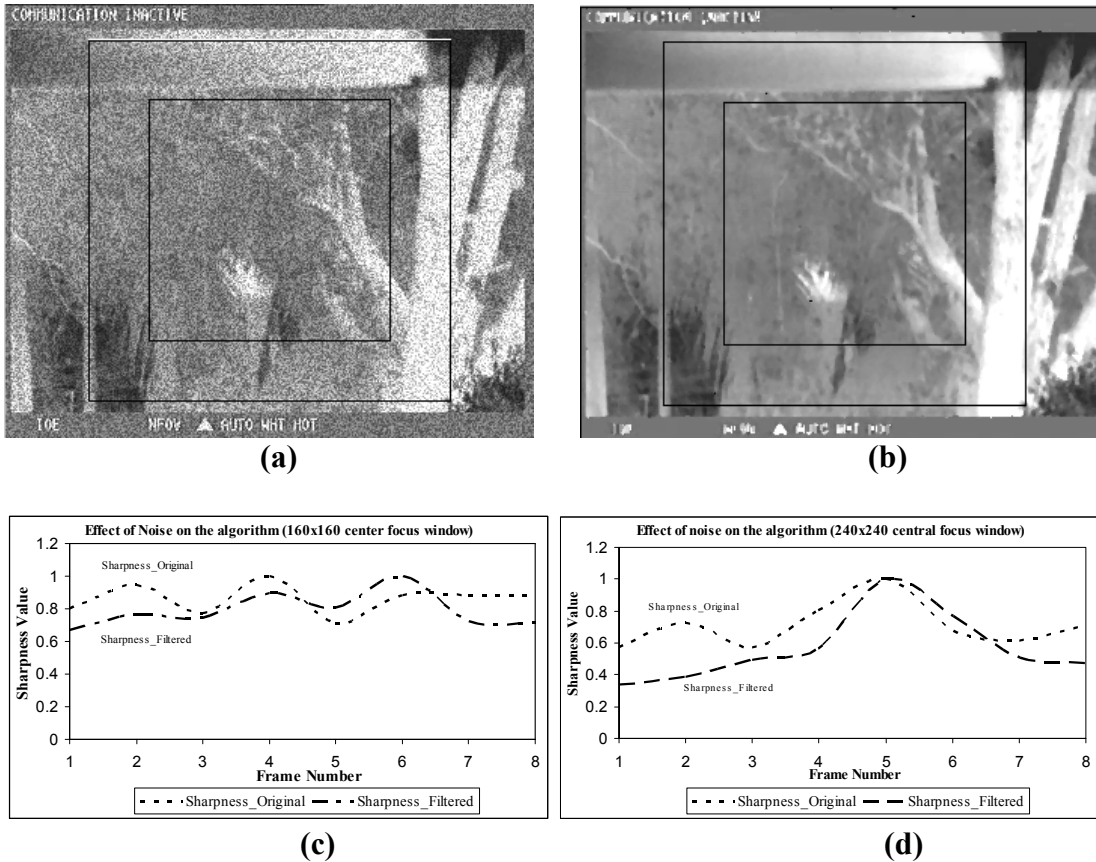 COMMUNICATION INACTIVE
IOE NFOV AUTO WHT HOT
(a)
(b)
Effect of Noise on the algorithm (160x160 center focus window)
1.2
1
0.8
0.6
0.4
0.2
0
Sharpness Value
Sharpness_Original
Sharpness_Filtered
1 2 3 4 5 6 7 8
Frame Number
Sharpness_Original Sharpness_Filtered
(c)
Effect of noise on the algorithm (240x240 central focus window)
1.2
1
0.8
0.6
0.4
0.2
0
Sharpness Value
Sharpness_Original
Sharpness_Filtered
1 2 3 4 5 6 7 8
Frame Number
Sharpness_Original Sharpness_Filtered
(d)